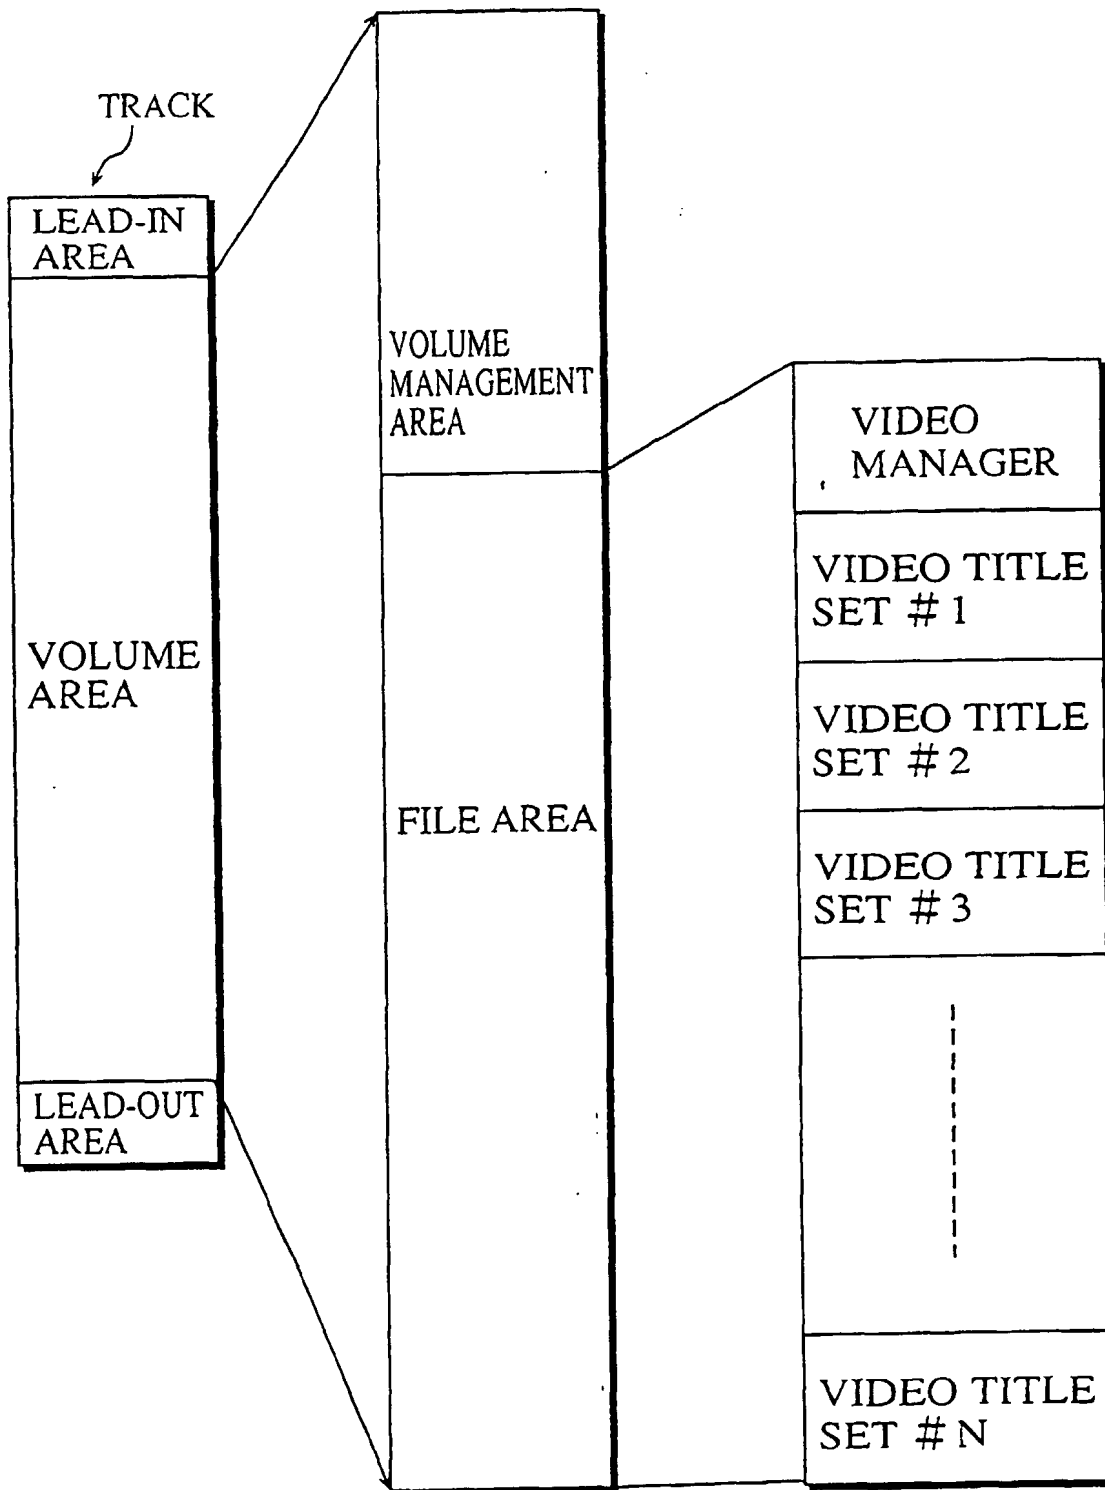 TRACK
LEAD-IN
AREA
VOLUME
AREA
LEAD-OUT
AREA
VOLUME
MANAGEMENT
AREA
FILE AREA
VIDEO
MANAGER
VIDEO TITLE
SET # 1
VIDEO TITLE
SET # 2
VIDEO TITLE
SET # 3
VIDEO TITLE
SET # N